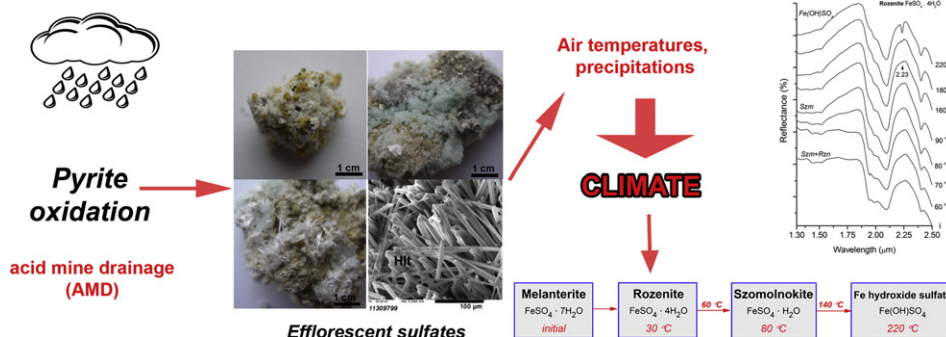 Pyrite
oxidation
acid mine drainage
(AMD)
1 cm
1 cm
1 cm
Hlt
11309799
100 µm
Efflorescent sulfates
Air temperatures,
precipitations
CLIMATE
Rozenite FeSO₄ . 4H₂O
Fe(OH)SO₄
2.23
Szm
Szm+Rzn
220
180
160
90
80
70
60
Reflectance (%)
1.30 1.50 1.75 2.00 2.25 2.50
Wavelength (µm)
Melanterite
FeSO₄ · 7H₂O
initial
Rozenite
FeSO₄ · 4H₂O
30 °C
60 °C
Szomolnokite
FeSO₄ · H₂O
80 °C
140 °C
Fe hydroxide sulfat
Fe(OH)SO₄
220 °C